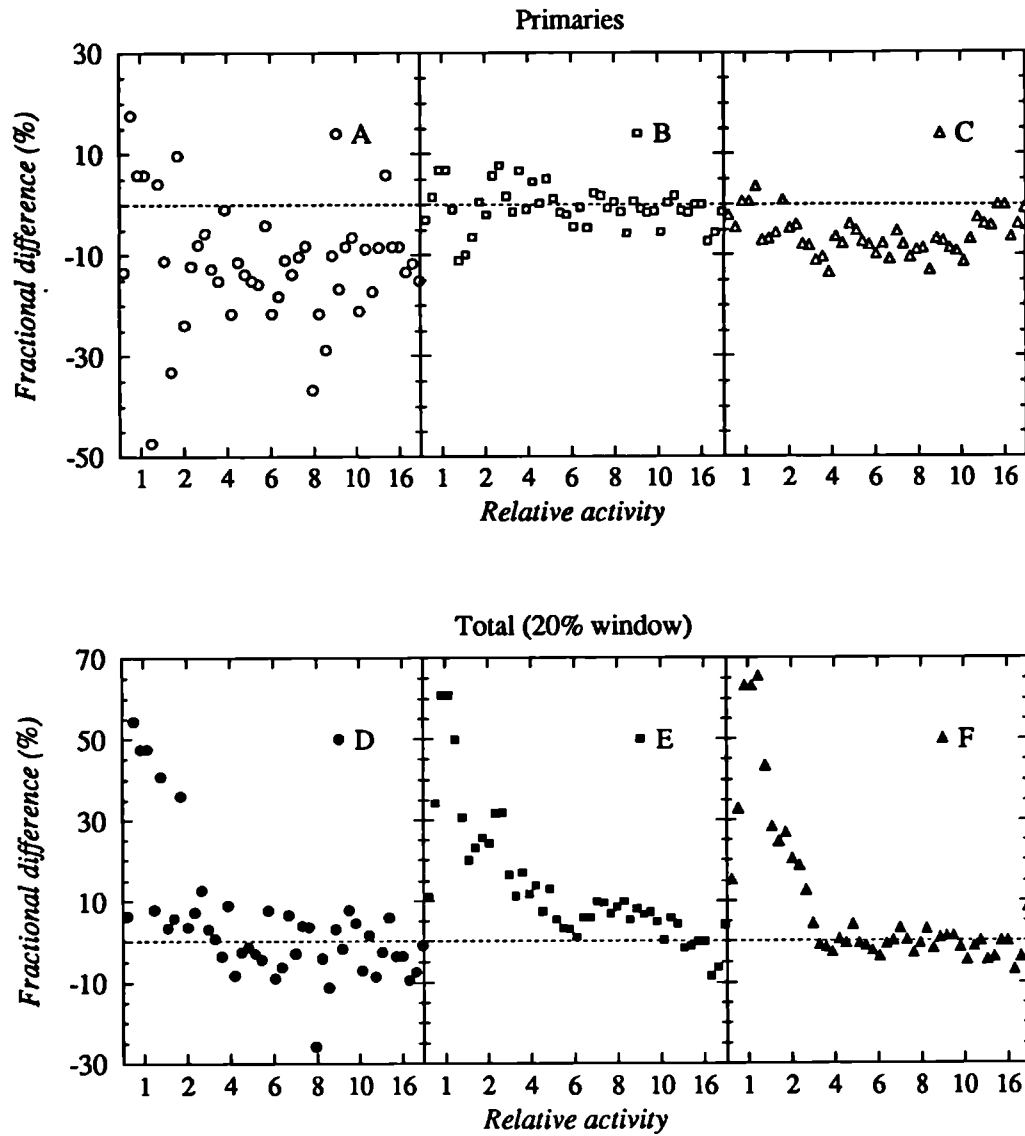 Primaries
30
10
-10
-30
-50
Fractional difference (%)
A
B
C
1 2 4 6 8 10 16
1 2 4 6 8 10 16
1 2 4 6 8 10 16
Relative activity
Total (20% window)
70
50
30
10
-10
-30
Fractional difference (%)
D
E
F
1 2 4 6 8 10 16
1 2 4 6 8 10 16
1 2 4 6 8 10 16
Relative activity